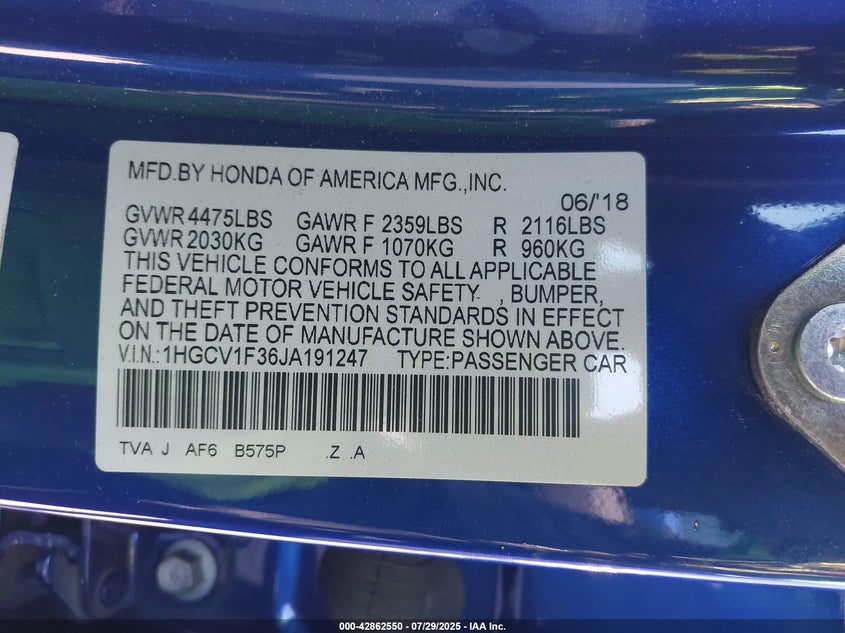 MFD.BY HONDA OF AMERICA MFG.,INC.
06/'18
GVWR 4475LBS GAWR F 2359LBS R 2116LBS
GVWR 2030KG GAWR F 1070KG R 960KG
THIS VEHICLE CONFORMS TO ALL APPLICABLE
FEDERAL MOTOR VEHICLE SAFETY , BUMPER,
AND THEFT PREVENTION STANDARDS IN EFFECT
ON THE DATE OF MANUFACTURE SHOWN ABOVE.
V.I.N.:1HGCV1F36JA191247 TYPE:PASSENGER CAR
TVA J AF6 B575P .Z .A
000-42862550 | 07/29/2025 - IAA Inc.